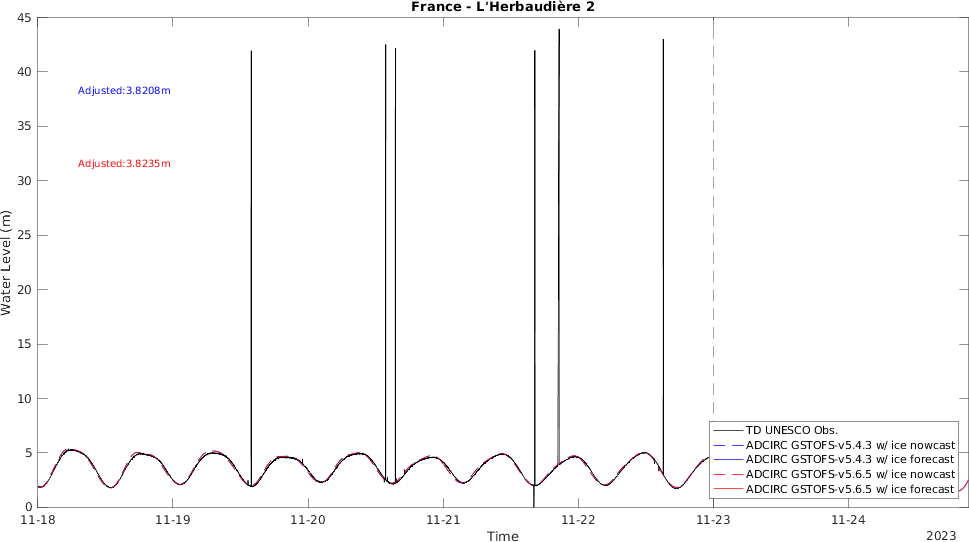 France - L'Herbaudière 2
45
40
35
30
25
20
15
10
5
0
Water Level (m)
Adjusted:3.8208m
Adjusted:3.8235m
TD UNESCO Obs.
ADCIRC GSTOFS-v5.4.3 w/ ice nowcast
ADCIRC GSTOFS-v5.4.3 w/ ice forecast
ADCIRC GSTOFS-v5.6.5 w/ ice nowcast
ADCIRC GSTOFS-v5.6.5 w/ ice forecast
11-18 11-19 11-20 11-21 11-22 11-23 11-24
Time
2023